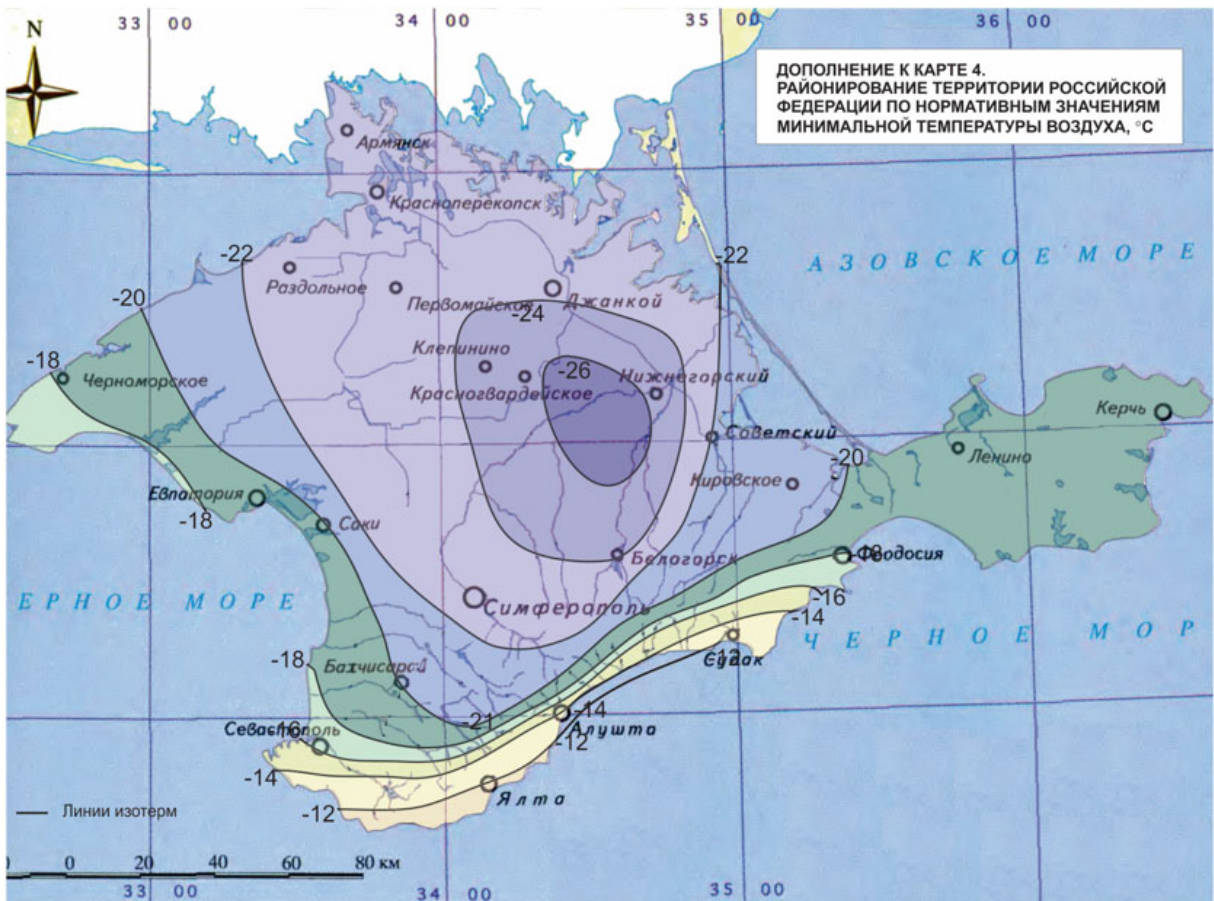 33 00
34 00
35 00
36 00
N
ДОПОЛНЕНИЕ К КАРТЕ 4.
РАЙОНИРОВАНИЕ ТЕРРИТОРИИ РОССИЙСКОЙ
ФЕДЕРАЦИИ ПО НОРМАТИВНЫМ ЗНАЧЕНИЯМ
МИНИМАЛЬНОЙ ТЕМПЕРАТУРЫ ВОЗДУХА, °С
Армянск
Красноперекопск
-22
-22
АЗОВСКОЕ МОРЕ
Раздольное
Первомайское
Джанкой
-20
-24
-18
Черноморское
Клепинино
-26
Нижнегорский
Красногвардейское
Керчь
Советский
Ленино
-20
Евпатория
Кировское
-18
Саки
Белогорск
Феодосия
ЕРНОЕ МОРЕ
Симферополь
-16
-14
ЧЕРНОЕ МОР
-18
Бахчисарай
-12
Судак
-14
-21
Севастополь
-16
Алушта
-12
-14
Ялта
-12
Линии изотерм
0 20 40 60 80 км
33 00
34 00
35 00